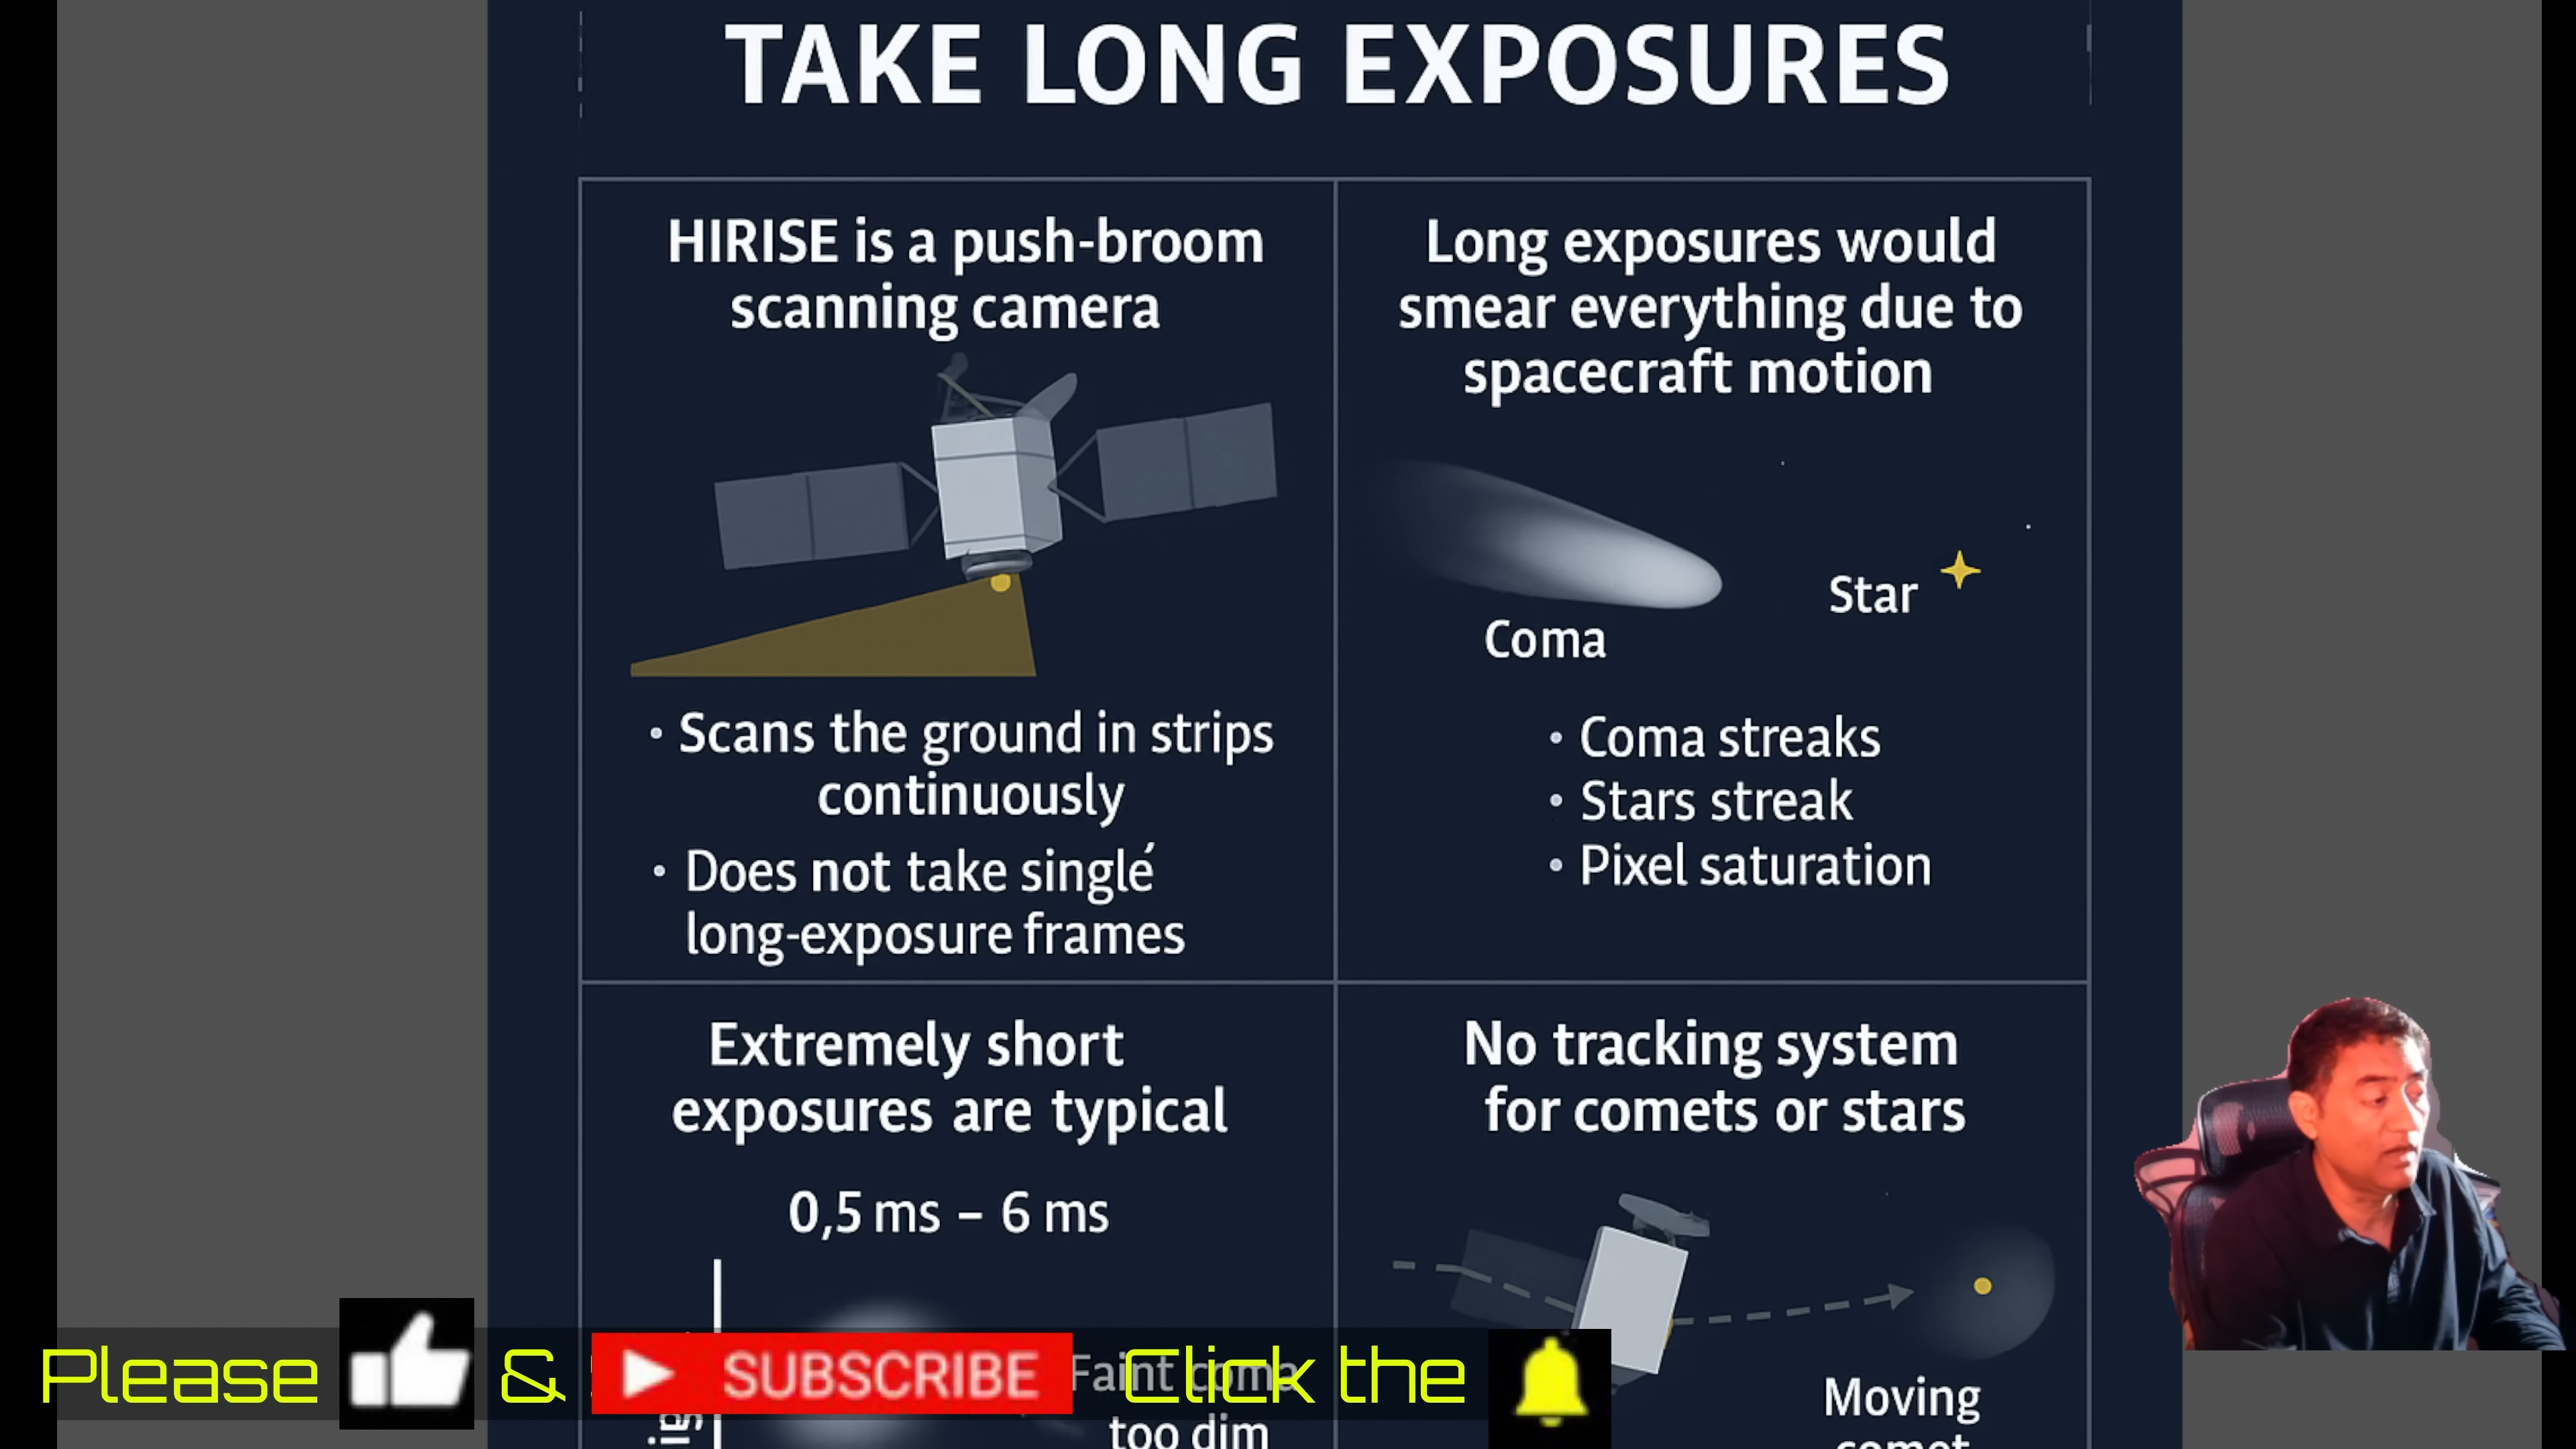 TAKE LONG EXPOSURES
HIRISE is a push-broom
scanning camera
• Scans the ground in strips
continuously
• Does not take singlé
long-exposure frames
Long exposures would
smear everything due to
spacecraft motion
Coma
Star
• Coma streaks
• Stars streak
• Pixel saturation
Extremely short
exposures are typical
0,5 ms – 6 ms
Faint coma
too dim
No tracking system
for comets or stars
Moving
comet
Please & SUBSCRIBE Click the